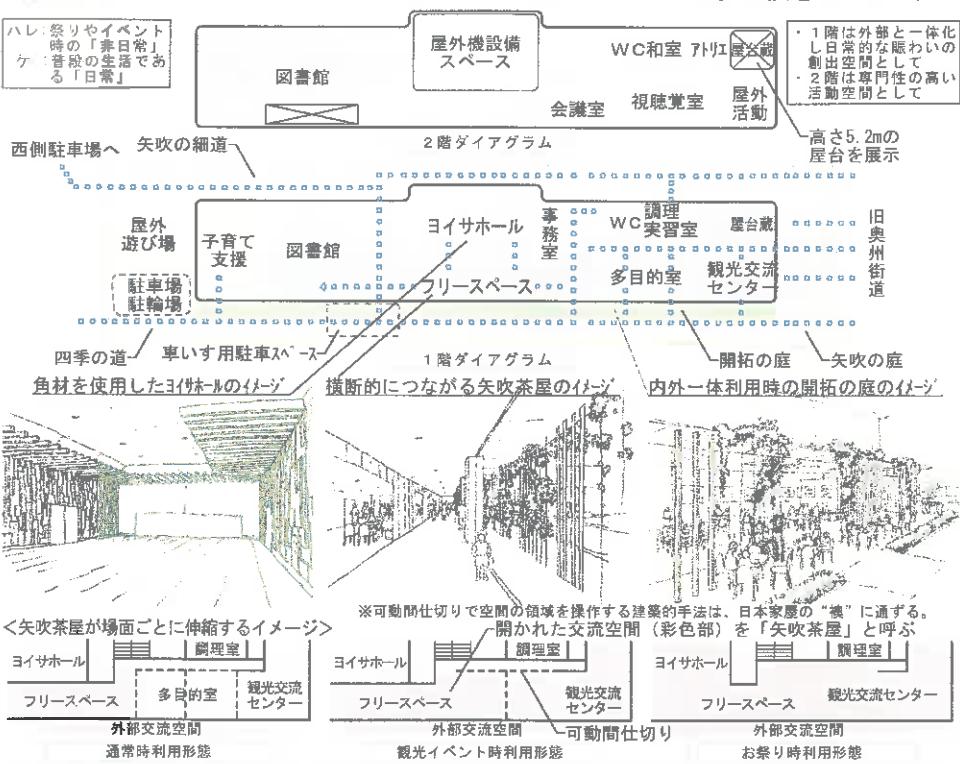 ハレ：祭りやイベント
時の「非日常」
ケ：普段の生活であ
る「日常」
図書館
屋外機設備
スペース
WC和室 アトリエ 屋台蔵
会議室
視聴覚室
屋外
活動
・1階は外部と一体化
し日常的な賑わいの
創出空間として
・2階は専門性の高い
活動空間として
2階ダイアグラム
高さ5.2mの
屋台を展示
西側駐車場へ
矢吹の細道
屋外
遊び場
子育て
支援
図書館
ヨイサホール
事務室
WC
調理
実習室
屋台蔵
旧奥州街道
駐車場
駐輪場
フリースペース
多目的室
観光交流
センター
四季の道
車いす用駐車スペース
1階ダイアグラム
開拓の庭
矢吹の庭
角材を使用したヨイサホールのイメージ
横断的につながる矢吹茶屋のイメージ
内外一体利用時の開拓の庭のイメージ
※可動間仕切りで空間の領域を操作する建築的手法は、日本家屋の“襖”に通ずる。
＜矢吹茶屋が場面ごとに伸縮するイメージ＞
開かれた交流空間（彩色部）を「矢吹茶屋」と呼ぶ
ヨイサホール
調理室
フリースペース
多目的室
観光交流
センター
外部交流空間
通常時利用形態
ヨイサホール
調理室
フリースペース
観光交流
センター
外部交流空間
可動間仕切り
観光イベント時利用形態
ヨイサホール
調理室
フリースペース
観光交流センター
外部交流空間
お祭り時利用形態